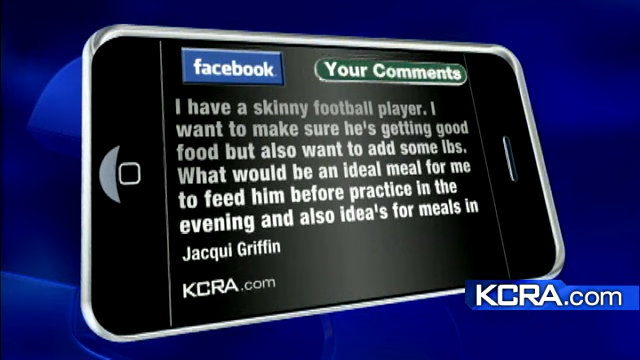 facebook
Your Comments
I have a skinny football player. I
want to make sure he's getting good
food but also want to add some lbs.
What would be an ideal meal for me
to feed him before practice in the
evening and also idea's for meals in
Jacqui Griffin
KCRA.com
KCRA.com